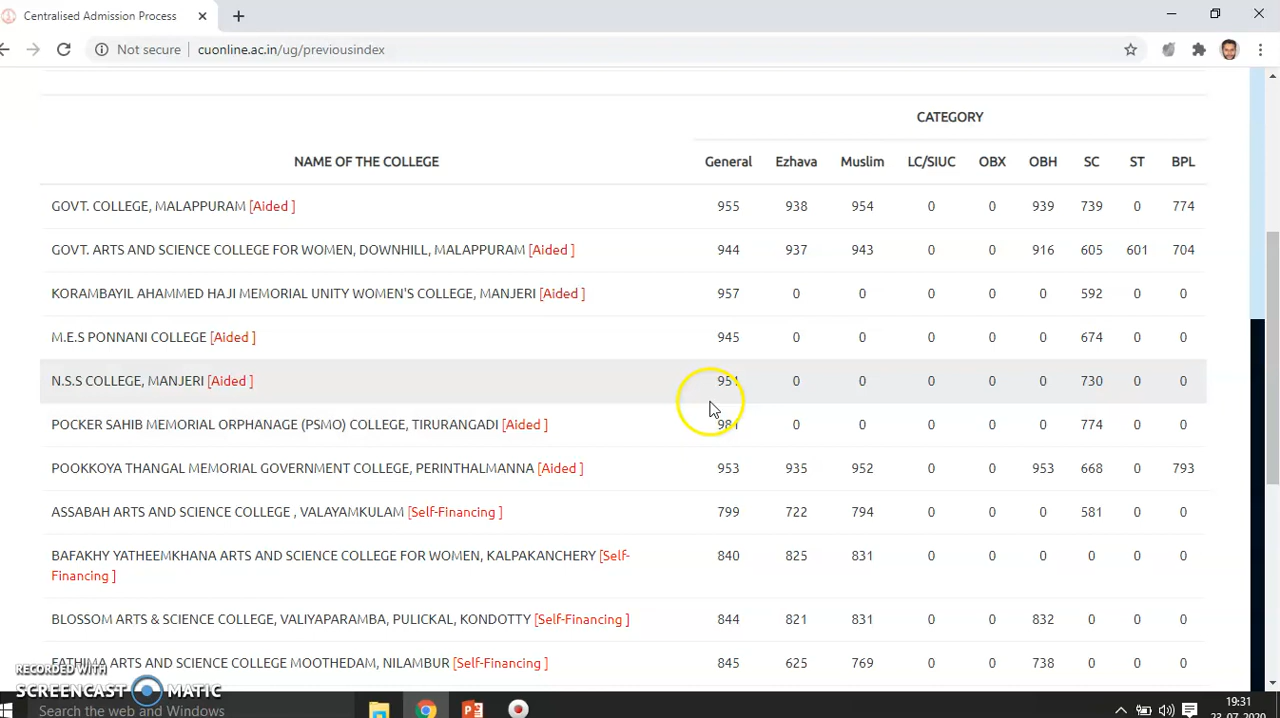 Centralised Admission Process
Not secure cuonline.ac.in/ug/previousindex
CATEGORY
NAME OF THE COLLEGE General Ezhava Muslim LC/SIUC OBX OBH SC ST BPL
GOVT. COLLEGE, MALAPPURAM [Aided ] 955 938 954 0 0 939 739 0 774
GOVT. ARTS AND SCIENCE COLLEGE FOR WOMEN, DOWNHILL, MALAPPURAM [Aided ] 944 937 943 0 0 916 605 601 704
KORAMBAYIL AHAMMED HAJI MEMORIAL UNITY WOMEN'S COLLEGE, MANJERI [Aided ] 957 0 0 0 0 0 592 0 0
M.E.S PONNANI COLLEGE [Aided ] 945 0 0 0 0 0 674 0 0
N.S.S COLLEGE, MANJERI [Aided ] 951 0 0 0 0 0 730 0 0
POCKER SAHIB MEMORIAL ORPHANAGE (PSMO) COLLEGE, TIRURANGADI [Aided ] 981 0 0 0 0 0 774 0 0
POOKKOYA THANGAL MEMORIAL GOVERNMENT COLLEGE, PERINTHALMANNA [Aided ] 953 935 952 0 0 953 668 0 793
ASSABAH ARTS AND SCIENCE COLLEGE , VALAYAMKULAM [Self-Financing ] 799 722 794 0 0 0 581 0 0
BAFAKHY YATHEEMKHANA ARTS AND SCIENCE COLLEGE FOR WOMEN, KALPAKANCHERY [Self- 840 825 831 0 0 0 0 0 0
Financing ]
BLOSSOM ARTS & SCIENCE COLLEGE, VALIYAPARAMBA, PULICKAL, KONDOTTY [Self-Financing ] 844 821 831 0 0 832 0 0 0
FATHIMA ARTS AND SCIENCE COLLEGE MOOTHEDAM, NILAMBUR [Self-Financing ] 845 625 769 0 0 738 0 0 0
RECORDED WITH
SCREENCAST MATIC
Search the web and Windows
19:31
23-07-2020